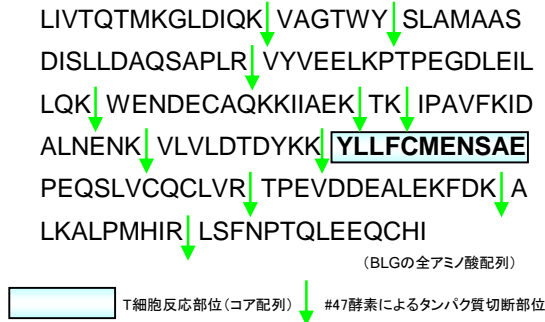 LIVTQTMKGLDIQK VAGTWY SLAMAAS
DISLLDAQSAPLR VYVEELKPTPEGDLEIL
LQK WENDECAQKKIIAEK TK IPAVFKID
ALNENK VLVLDTDYKK YLLFCMENSAE
PEQSLVCQCLVR TPEVDDEALEKFDK A
LKALPMHIR LSFNPTQLEEQCHI
(BLGの全アミノ酸配列)
T細胞反応部位(コア配列) #47酵素によるタンパク質切断部位